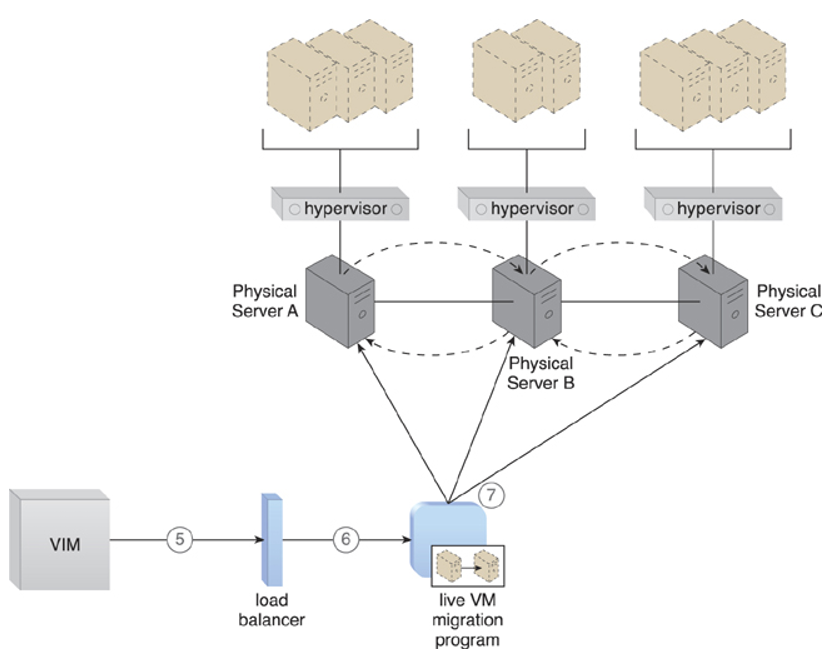 hypervisor
hypervisor
hypervisor
Physical
Server A
Physical
Server C
Physical
Server B
7
VIM
5
6
load
balancer
live VM
migration
program